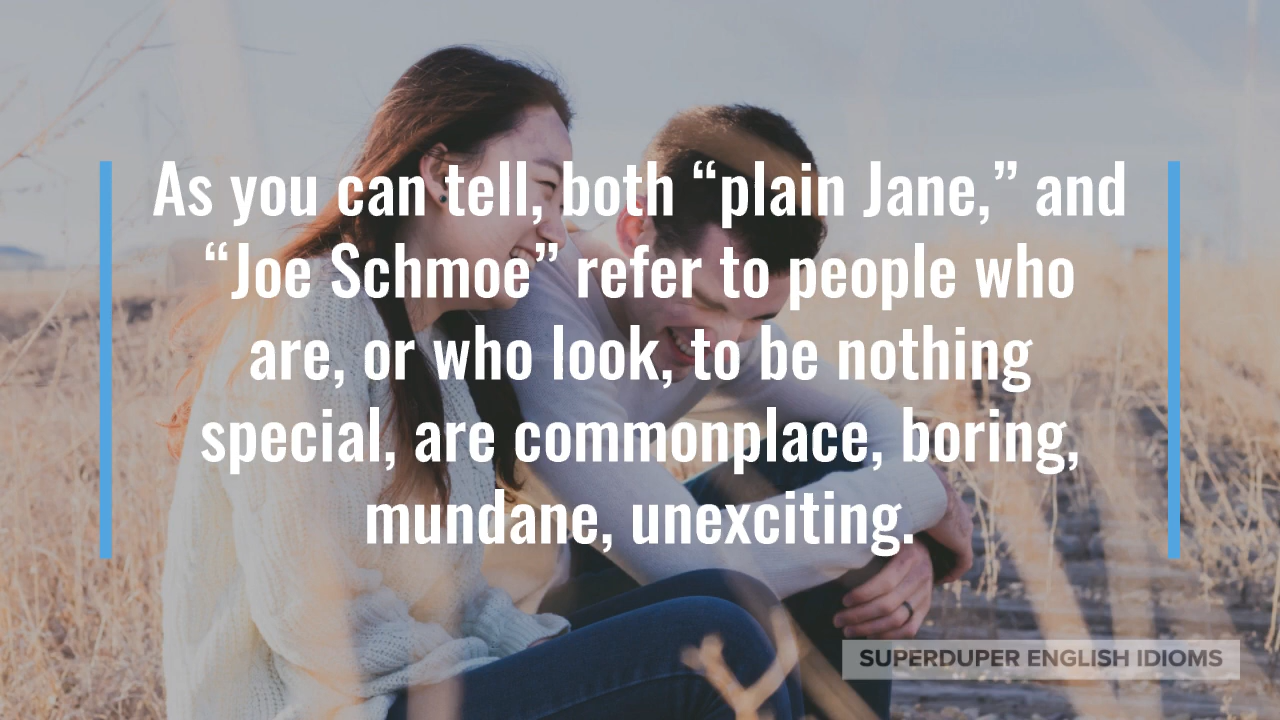 As you can tell, both “plain Jane,” and
“Joe Schmoe” refer to people who
are, or who look, to be nothing
special, are commonplace, boring,
mundane, unexciting.
SUPERDUPER ENGLISH IDIOMS